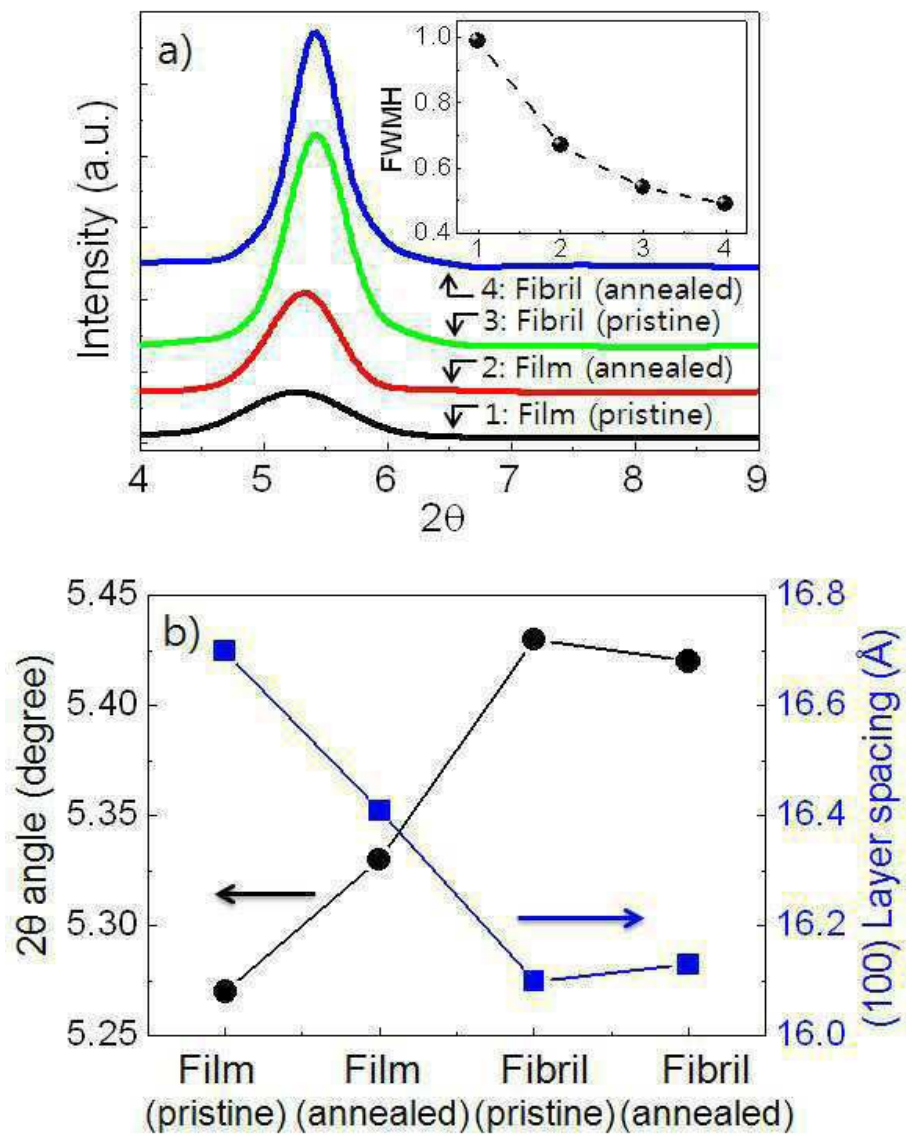 a)
Intensity (a.u.)
4 5 6 7 8 9
2θ
FWMH
1.0
0.8
0.6
0.4
1 2 3 4
4: Fibril (annealed)
3: Fibril (pristine)
2: Film (annealed)
1: Film (pristine)
b)
2θ angle (degree)
5.45
5.40
5.35
5.30
5.25
16.8
16.6
16.4
16.2
16.0
(100) Layer spacing (Å)
Film Film Fibril Fibril
(pristine) (annealed) (pristine) (annealed)